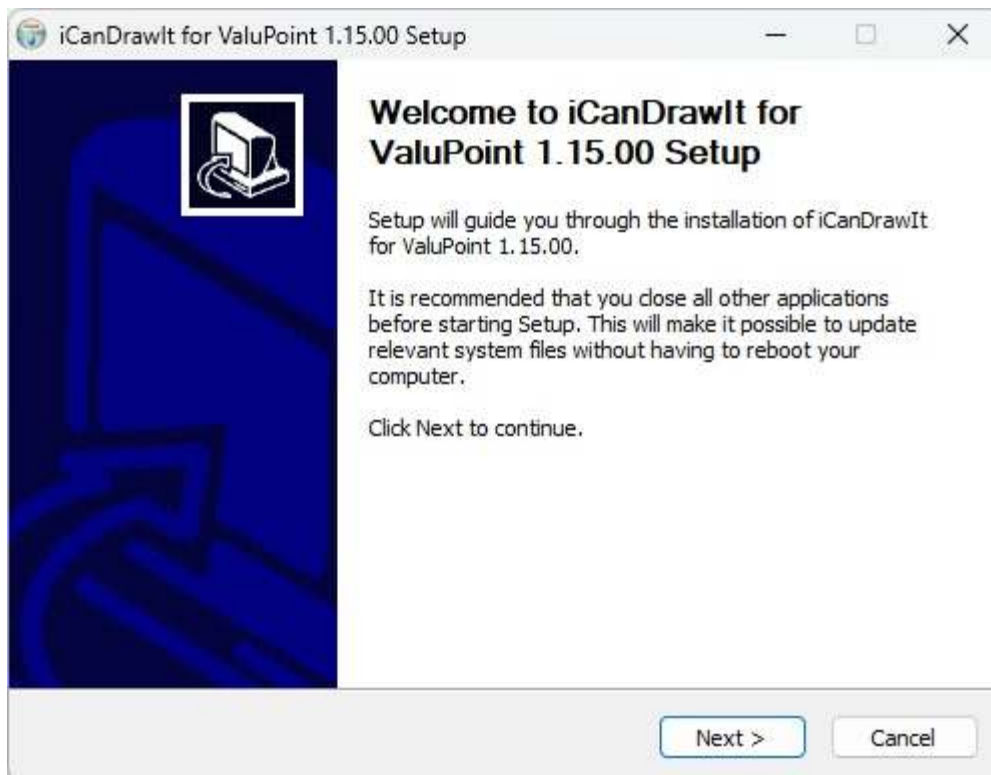 iCanDrawIt for ValuPoint 1.15.00 Setup
Welcome to iCanDrawIt for
ValuPoint 1.15.00 Setup
Setup will guide you through the installation of iCanDrawIt
for ValuPoint 1.15.00.
It is recommended that you close all other applications
before starting Setup. This will make it possible to update
relevant system files without having to reboot your
computer.
Click Next to continue.
Next >
Cancel